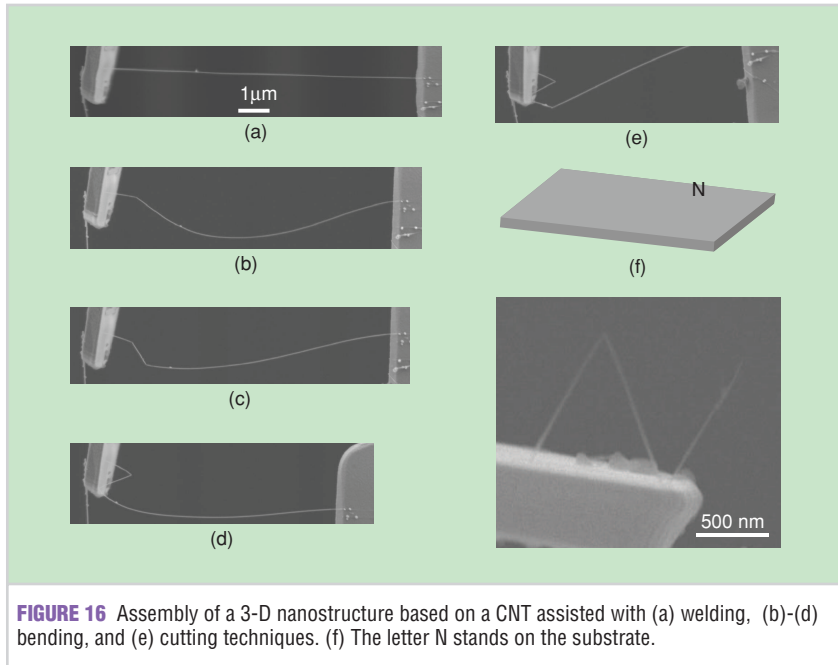 1μm
(a)
(b)
(c)
(d)
(e)
N
(f)
500 nm
FIGURE 16 Assembly of a 3-D nanostructure based on a CNT assisted with (a) welding, (b)-(d)
bending, and (e) cutting techniques. (f) The letter N stands on the substrate.